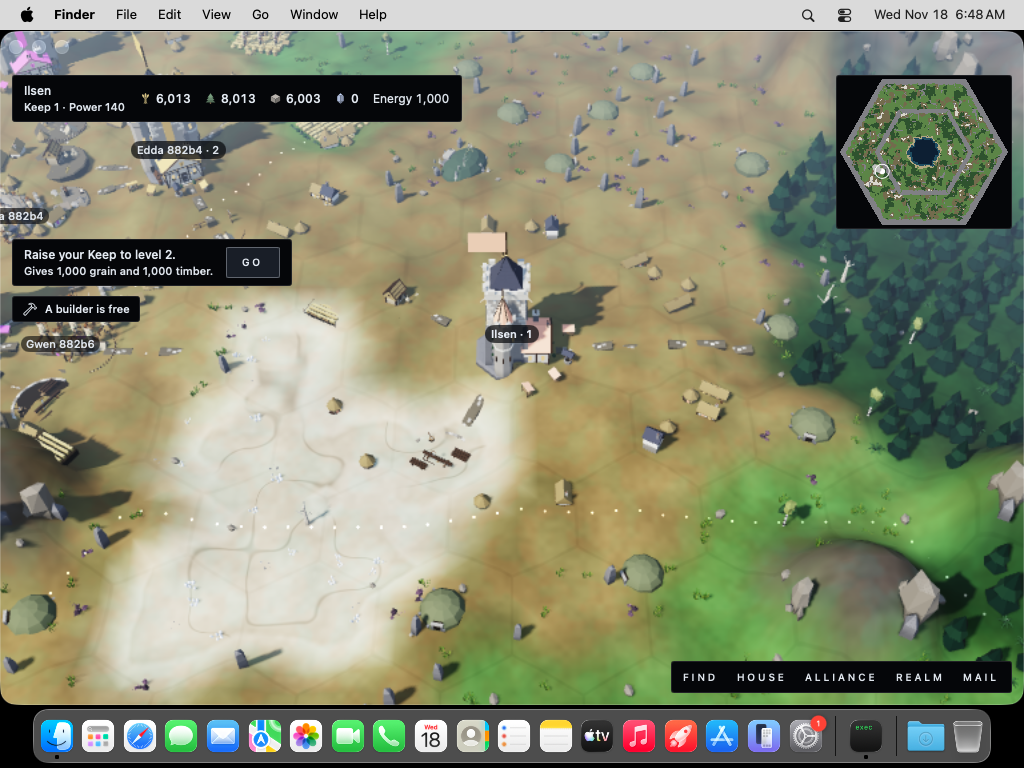 Finder File Edit View Go Window Help Wed Nov 18 6:48 AM
Ilsen
Keep 1 · Power 140
6,013 8,013 6,003 0 Energy 1,000
Edda 882b4 · 2
a 882b4
Raise your Keep to level 2.
Gives 1,000 grain and 1,000 timber.
GO
A builder is free
Ilsen · 1
Gwen 882b6
FIND HOUSE ALLIANCE REALM MAIL
Wed
18
tv
1
exec